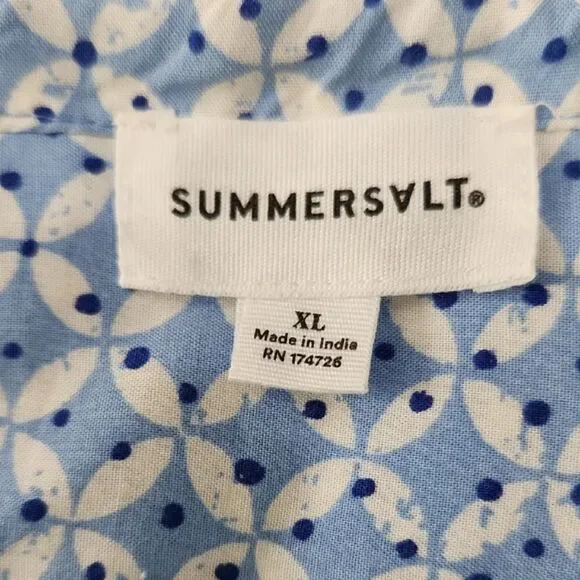 SUMMERSALT®
XL
Made in India
RN 174726